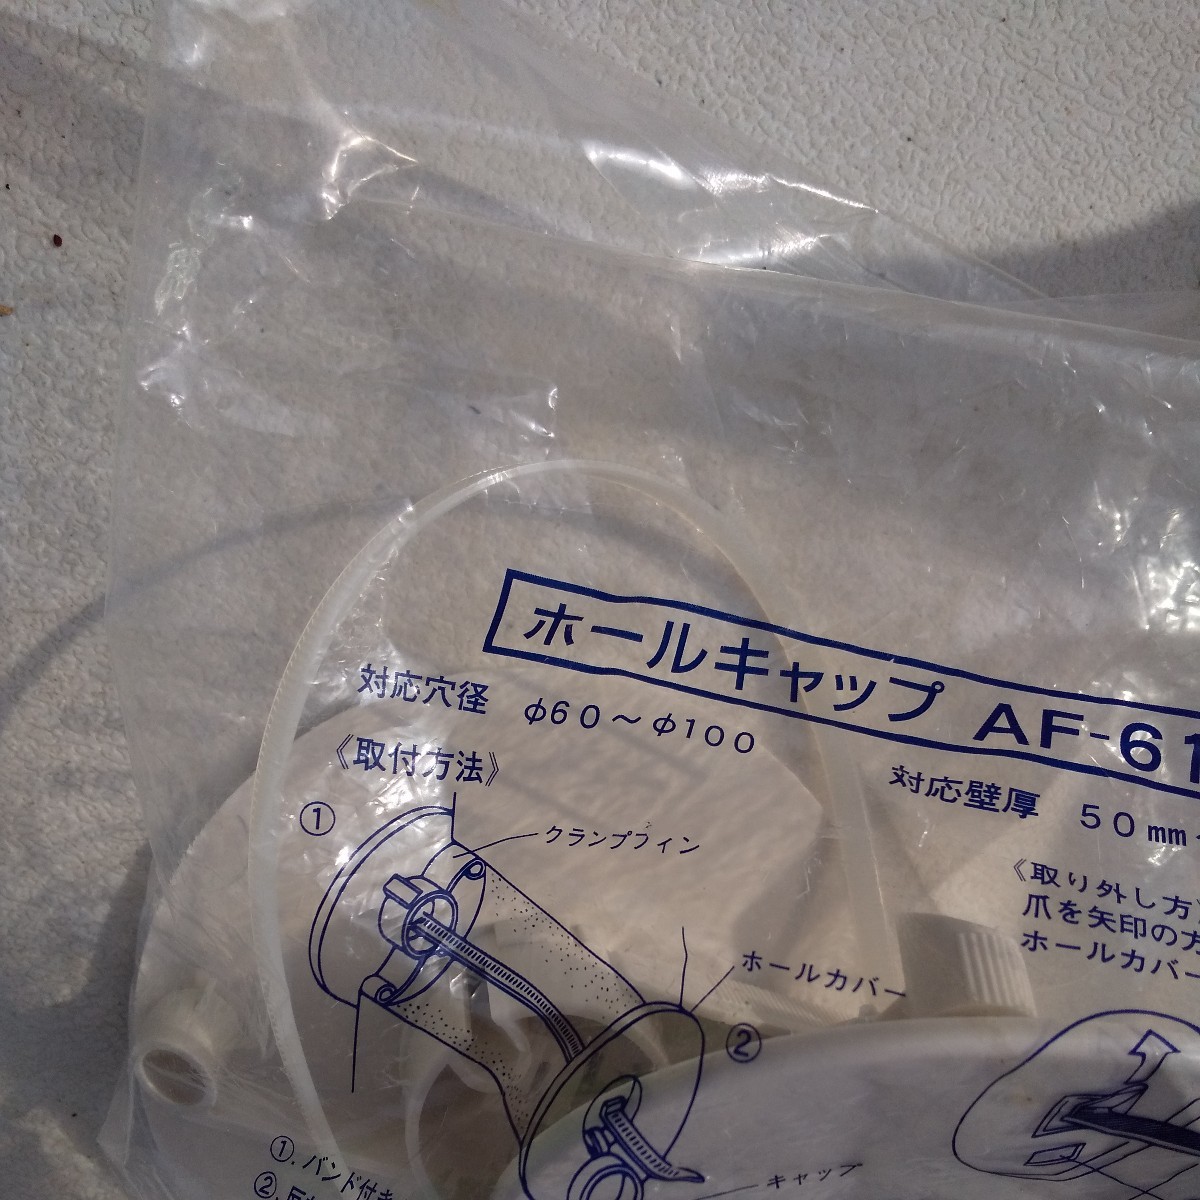 ホールキャップ AF-61
対応穴径 φ60～φ100
対応壁厚 50mm
《取付方法》
①
クランプフィン
ホールカバー
②
キャップ
《取り外し方
爪を矢印の方
ホールカバー
①. バンド付き
②.